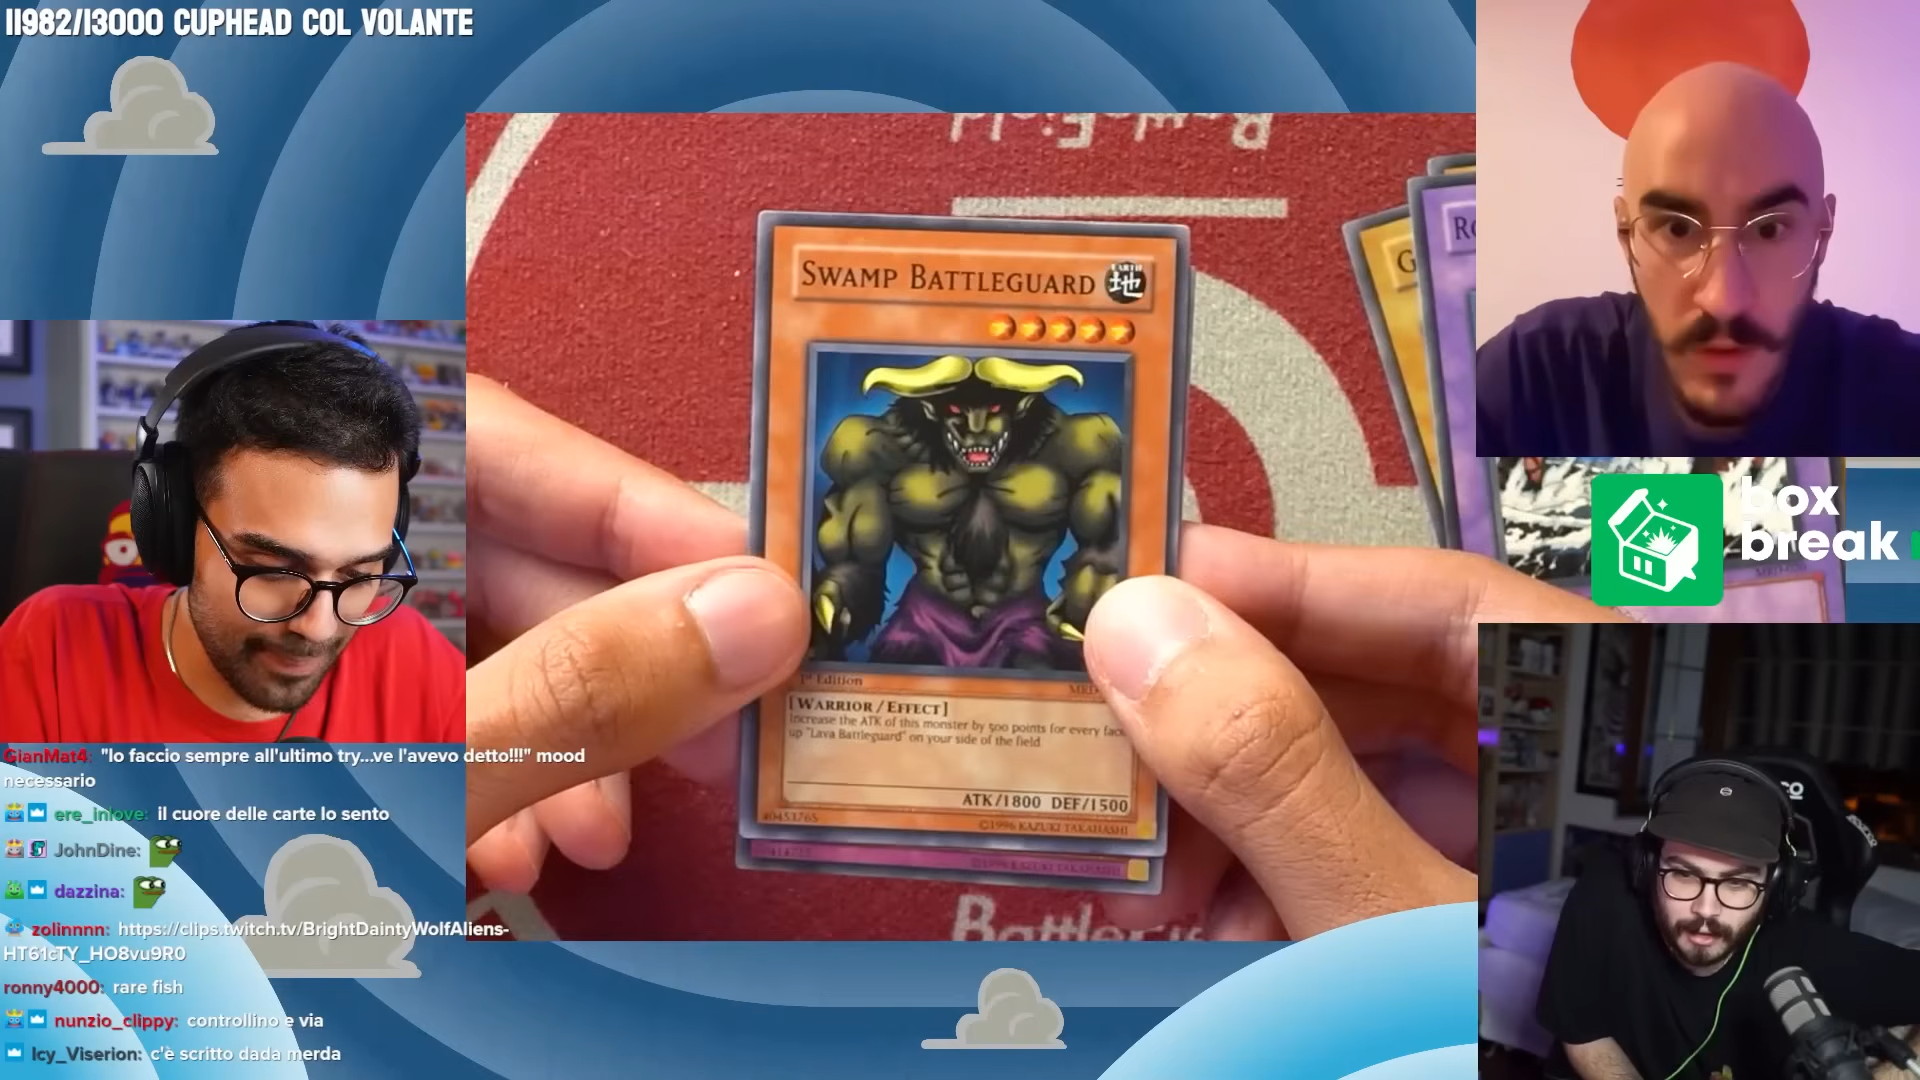 11982/13000 CUPHEAD COL VOLANTE
SWAMP BATTLEGUARD
EARTH
地
1st Edition
MRD
[WARRIOR/EFFECT]
Increase the ATK of this monster by 500 points for every face
up "Lava Battleguard" on your side of the field
ATK/1800 DEF/1500
40453765
©1996 KAZUKI TAKAHASHI
box
break
GianMat4: "lo faccio sempre all'ultimo try...ve l'avevo detto!!!" mood
necessario
ere_inlove: il cuore delle carte lo sento
JohnDine:
dazzina:
zolinnnn: https://clips.twitch.tv/BrightDaintyWolfAliens-
HT61cTY_HO8vu9R0
ronny4000: rare fish
nunzio_clippy: controllino e via
Icy_Viserion: c'è scritto dada merda